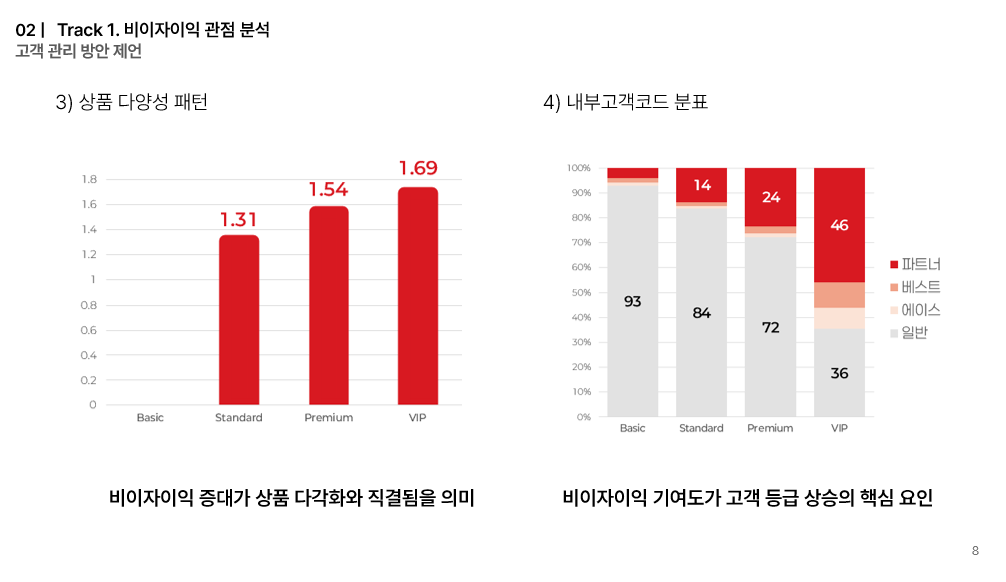 02 | Track 1. 비이자이익 관점 분석
고객 관리 방안 제언
3) 상품 다양성 패턴
1.8
1.6
1.4
1.2
1
0.8
0.6
0.4
0.2
0
1.31
1.54
1.69
Basic
Standard
Premium
VIP
비이자이익 증대가 상품 다각화와 직결됨을 의미
4) 내부고객코드 분표
100%
90%
80%
70%
60%
50%
40%
30%
20%
10%
0%
93
14
84
24
72
46
36
Basic
Standard
Premium
VIP
파트너
베스트
에이스
일반
비이자이익 기여도가 고객 등급 상승의 핵심 요인
8